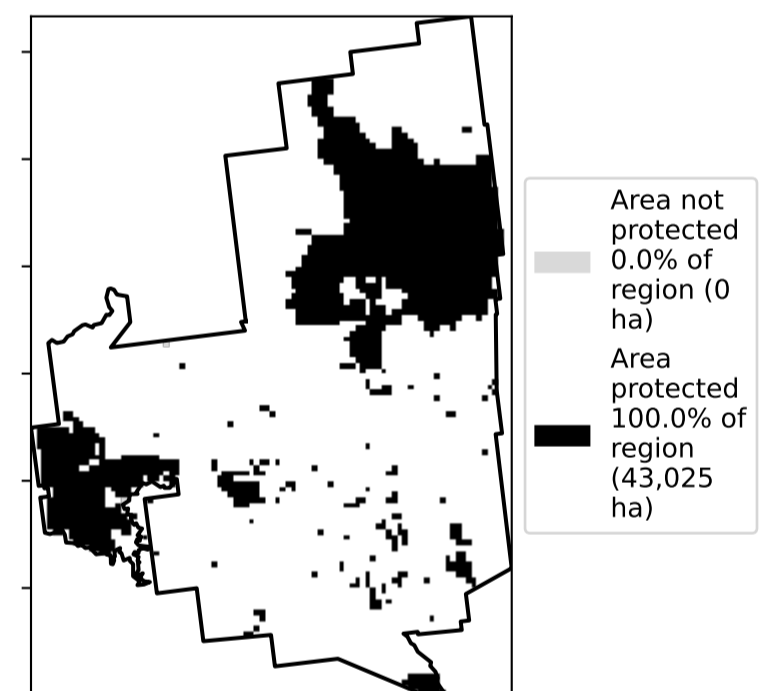 Area not
protected
0.0% of
region (0
ha)
Area
protected
100.0% of
region
(43,025
ha)